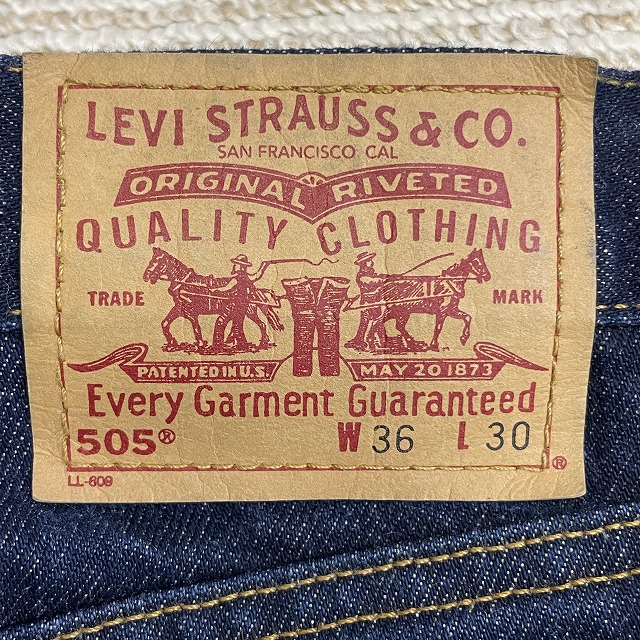 LEVI STRAUSS & CO.
SAN FRANCISCO CAL
ORIGINAL RIVETED
QUALITY CLOTHING
TRADE MARK
PATENTED IN U.S. MAY 20 1873
Every Garment Guaranteed
505® W 36 L 30
LL-609 ®